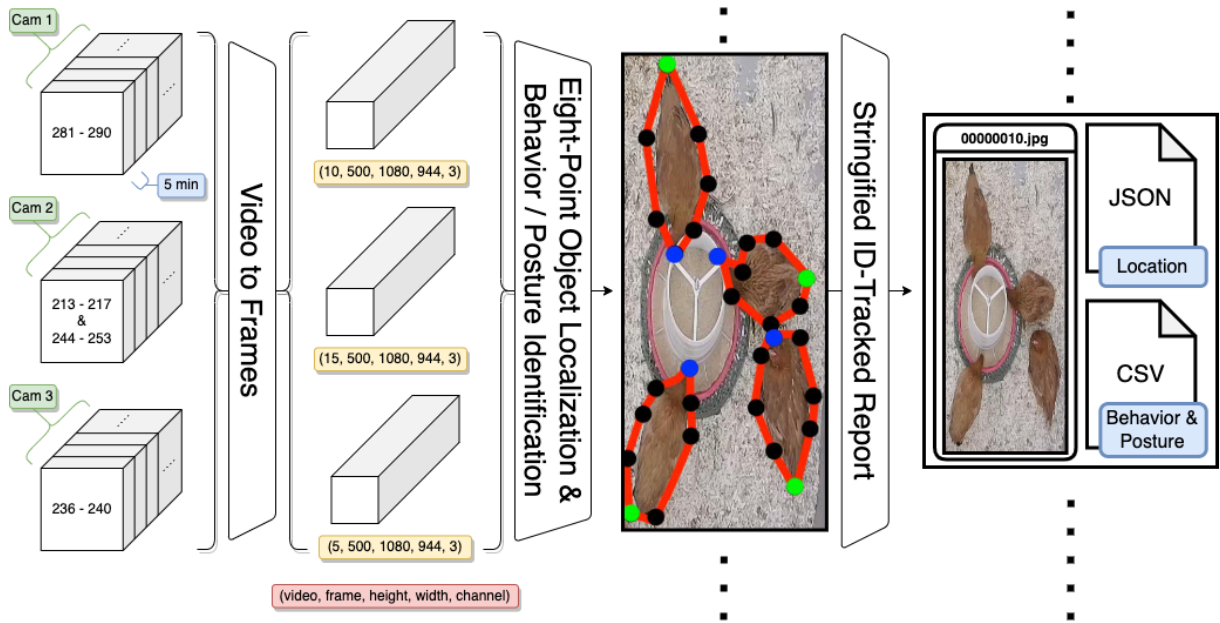 Cam 1
281 - 290
5 min
Cam 2
213 - 217
&
244 - 253
Cam 3
236 - 240
Video to Frames
(10, 500, 1080, 944, 3)
(15, 500, 1080, 944, 3)
(5, 500, 1080, 944, 3)
(video, frame, height, width, channel)
Eight-Point Object Localization &
Behavior / Posture Identification
Stringified ID-Tracked Report
00000010.jpg
JSON
Location
CSV
Behavior &
Posture